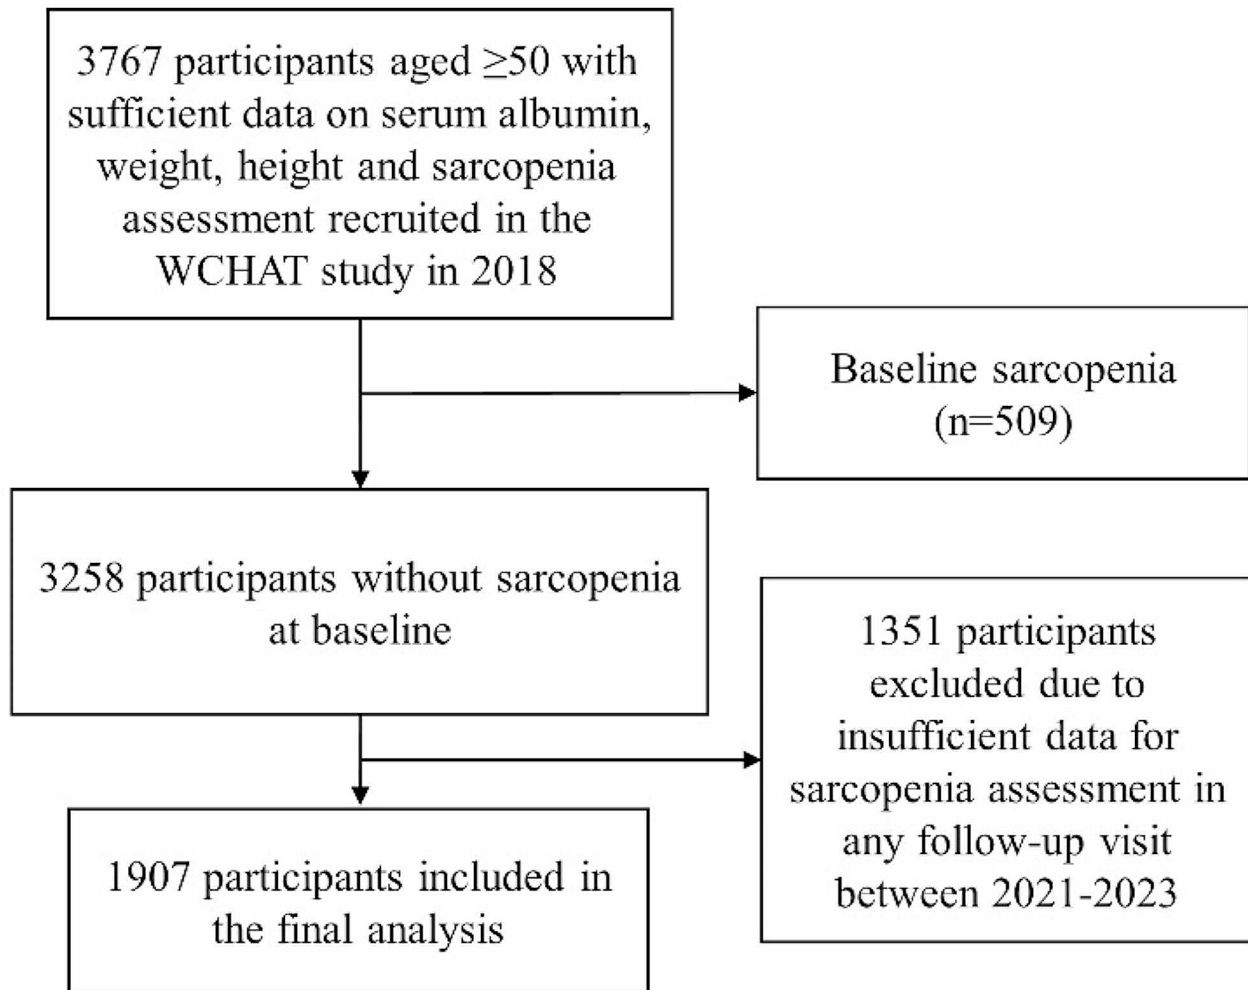 3767 participants aged ≥50 with
sufficient data on serum albumin,
weight, height and sarcopenia
assessment recruited in the
WCHAT study in 2018
Baseline sarcopenia
(n=509)
3258 participants without sarcopenia
at baseline
1351 participants
excluded due to
insufficient data for
sarcopenia assessment in
any follow-up visit
between 2021-2023
1907 participants included in
the final analysis